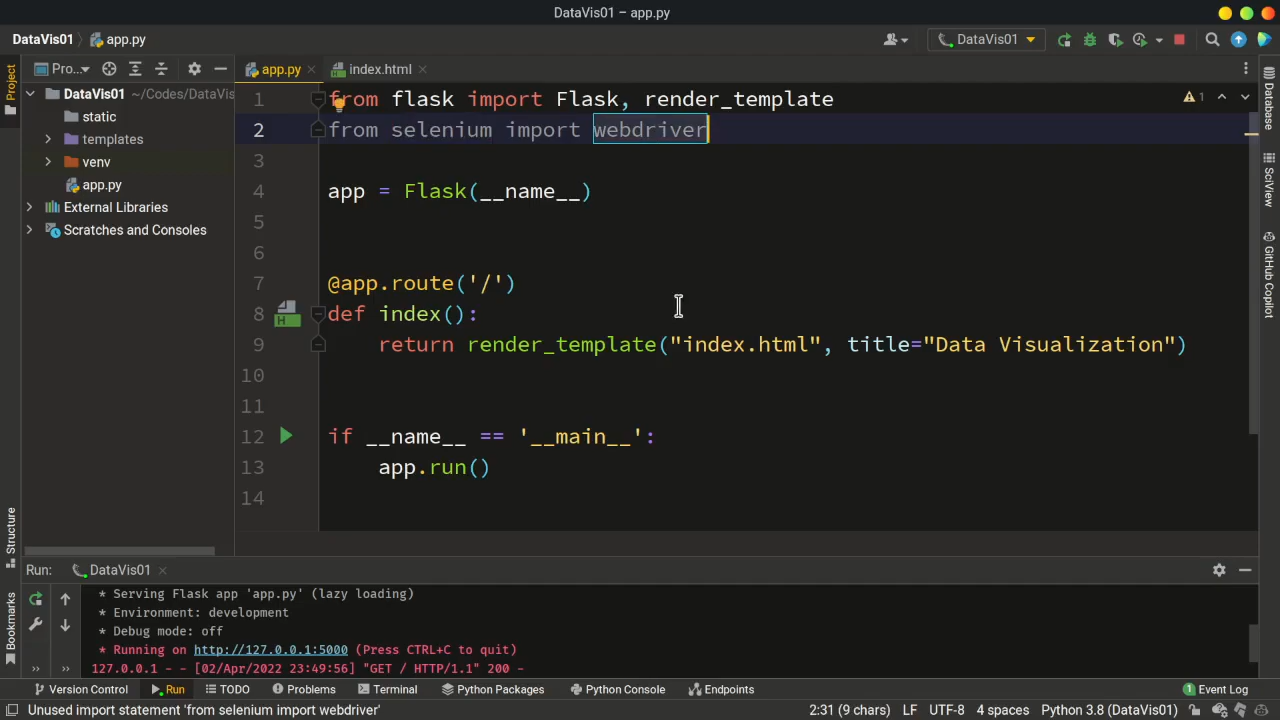 DataVis01 – app.py
DataVis01 app.py
DataVis01
Pro...
app.py
index.html
Project
DataVis01 ~/Codes/DataVis
static
templates
venv
app.py
External Libraries
Scratches and Consoles
1 from flask import Flask, render_template
2 from selenium import webdriver
3
4 app = Flask(__name__)
5
6
7 @app.route('/')
8 def index():
9 return render_template("index.html", title="Data Visualization")
10
11
12 if __name__ == '__main__':
13 app.run()
14
1
Database
SciView
GitHub Copilot
Structure
Bookmarks
Run: DataVis01
* Serving Flask app 'app.py' (lazy loading)
* Environment: development
* Debug mode: off
* Running on http://127.0.0.1:5000 (Press CTRL+C to quit)
127.0.0.1 - - [02/Apr/2022 23:49:56] "GET / HTTP/1.1" 200 -
Version Control Run TODO Problems Terminal Python Packages Python Console Endpoints 1 Event Log
Unused import statement 'from selenium import webdriver' 2:31 (9 chars) LF UTF-8 4 spaces Python 3.8 (DataVis01)